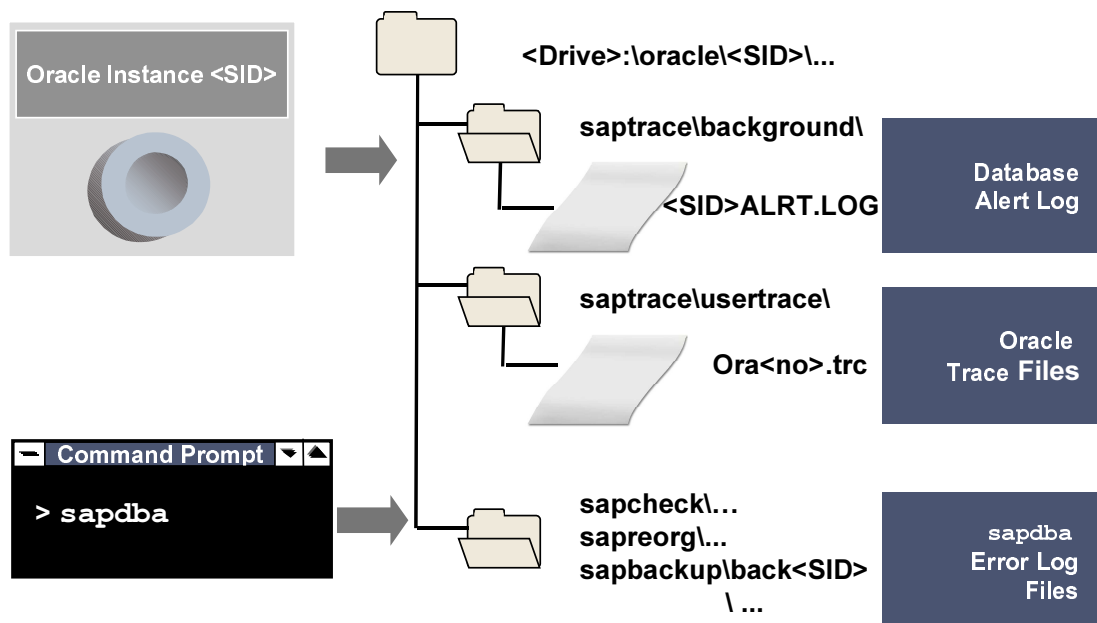 Oracle Instance <SID>
<Drive>:\oracle\<SID>\...
saptrace\background\
<SID>ALRT.LOG
Database
Alert Log
saptrace\usertrace\
Ora<no>.trc
Oracle
Trace Files
Command Prompt
> sapdba
sapcheck\...
sapreorg\...
sapbackup\back<SID>
\ ...
sapdba
Error Log
Files